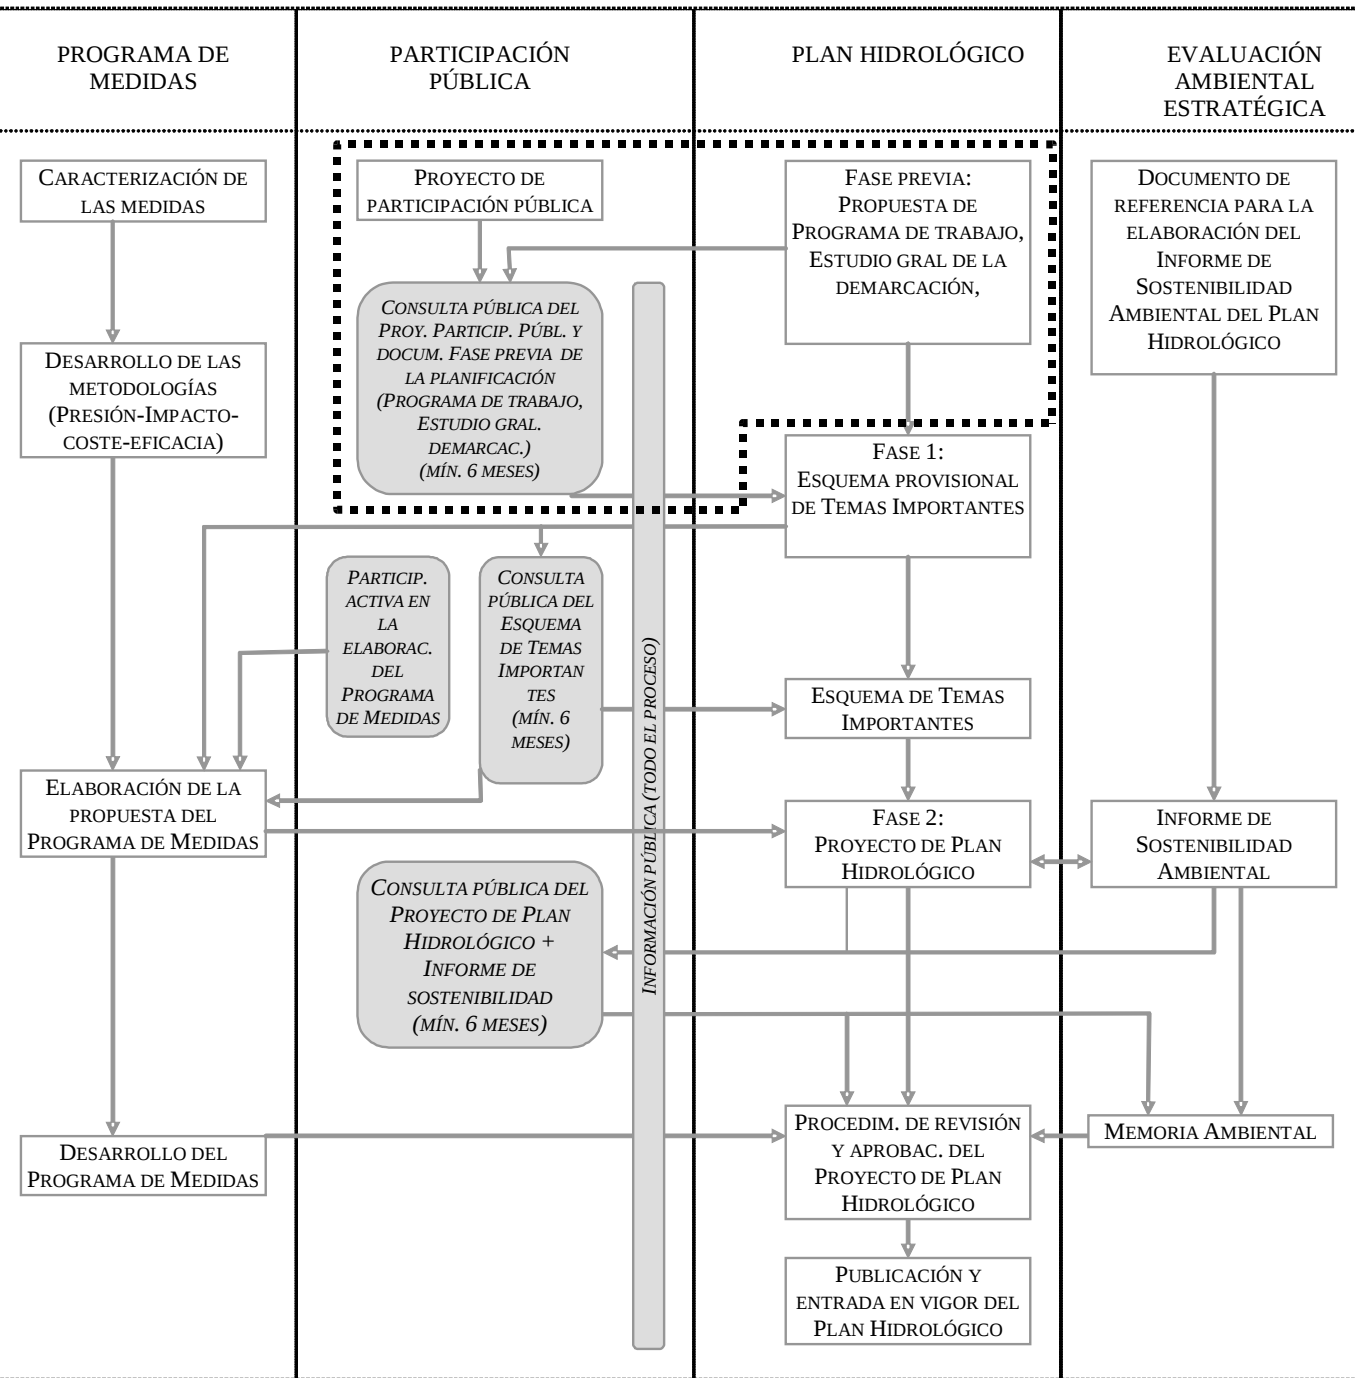 PROGRAMA DE
MEDIDAS
PARTICIPACIÓN
PÚBLICA
PLAN HIDROLÓGICO
EVALUACIÓN
AMBIENTAL
ESTRATÉGICA
CARACTERIZACIÓN DE
LAS MEDIDAS
DESARROLLO DE LAS
METODOLOGÍAS
(PRESIÓN-IMPACTO-
COSTE-EFICACIA)
ELABORACIÓN DE LA
PROPUESTA DEL
PROGRAMA DE MEDIDAS
DESARROLLO DEL
PROGRAMA DE MEDIDAS
PROYECTO DE
PARTICIPACIÓN PÚBLICA
CONSULTA PÚBLICA DEL
PROY. PARTICIP. PÚBL. Y
DOCUM. FASE PREVIA DE
LA PLANIFICACIÓN
(PROGRAMA DE TRABAJO,
ESTUDIO GRAL.
DEMARCAC.)
(MÍN. 6 MESES)
PARTICIP.
ACTIVA EN
LA
ELABORAC.
DEL
PROGRAMA
DE MEDIDAS
CONSULTA
PÚBLICA DEL
ESQUEMA
DE TEMAS
IMPORTAN
TES
(MÍN. 6
MESES)
CONSULTA PÚBLICA DEL
PROYECTO DE PLAN
HIDROLÓGICO +
INFORME DE
SOSTENIBILIDAD
(MÍN. 6 MESES)
INFORMACIÓN PÚBLICA (TODO EL PROCESO)
FASE PREVIA:
PROPUESTA DE
PROGRAMA DE TRABAJO,
ESTUDIO GRAL DE LA
DEMARCACIÓN,
FASE 1:
ESQUEMA PROVISIONAL
DE TEMAS IMPORTANTES
ESQUEMA DE TEMAS
IMPORTANTES
FASE 2:
PROYECTO DE PLAN
HIDROLÓGICO
PROCEDIM. DE REVISIÓN
Y APROBAC. DEL
PROYECTO DE PLAN
HIDROLÓGICO
PUBLICACIÓN Y
ENTRADA EN VIGOR DEL
PLAN HIDROLÓGICO
DOCUMENTO DE
REFERENCIA PARA LA
ELABORACIÓN DEL
INFORME DE
SOSTENIBILIDAD
AMBIENTAL DEL PLAN
HIDROLÓGICO
INFORME DE
SOSTENIBILIDAD
AMBIENTAL
MEMORIA AMBIENTAL